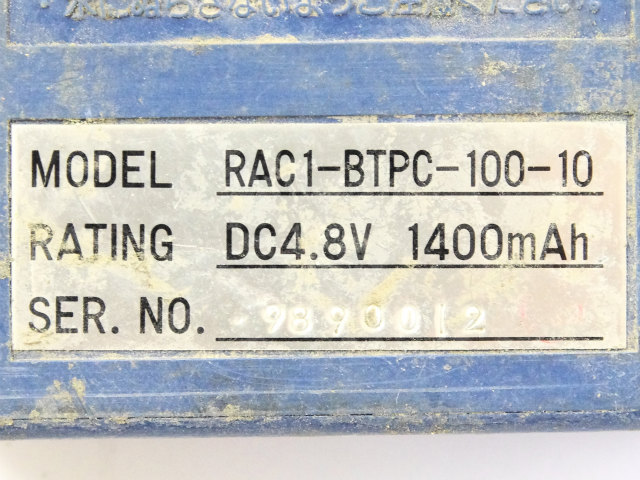 MODEL RAC1-BTPC-100-10
RATING DC4.8V 1400mAh
SER. NO. 9890012